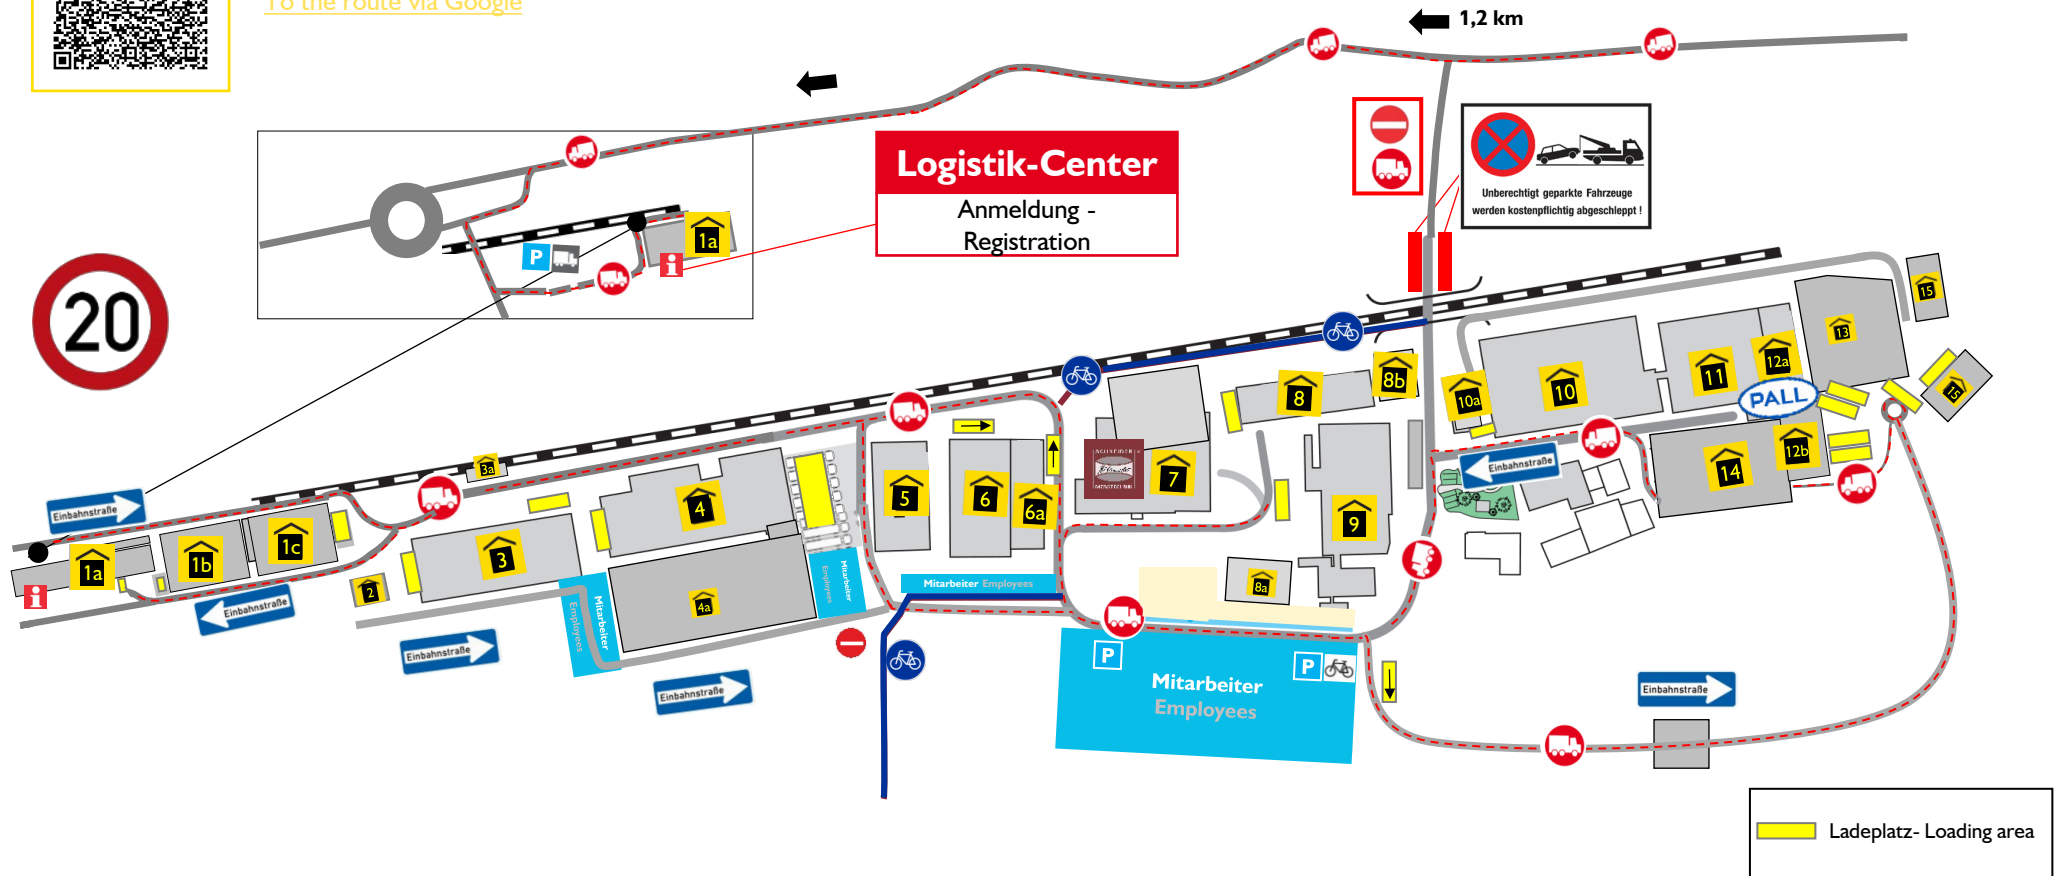 To the route via Google
1,2 km
Logistik-Center
Anmeldung -
Registration
Unberechtigt geparkte Fahrzeuge
werden kostenpflichtig abgeschleppt !
1a
P
i
20
15
13
12a
11
10
10a
8b
8
15
PALL
12b
14
Einbahnstraße
3a
4
5
6
6a
SCHNEIDER
7
9
Einbahnstraße
1a
1b
1c
3
2
4a
8a
i
Mitarbeiter Employees
Mitarbeiter
Employees
Mitarbeiter
Employees
Einbahnstraße
Einbahnstraße
Einbahnstraße
P
P
Mitarbeiter
Employees
Einbahnstraße
Ladeplatz- Loading area